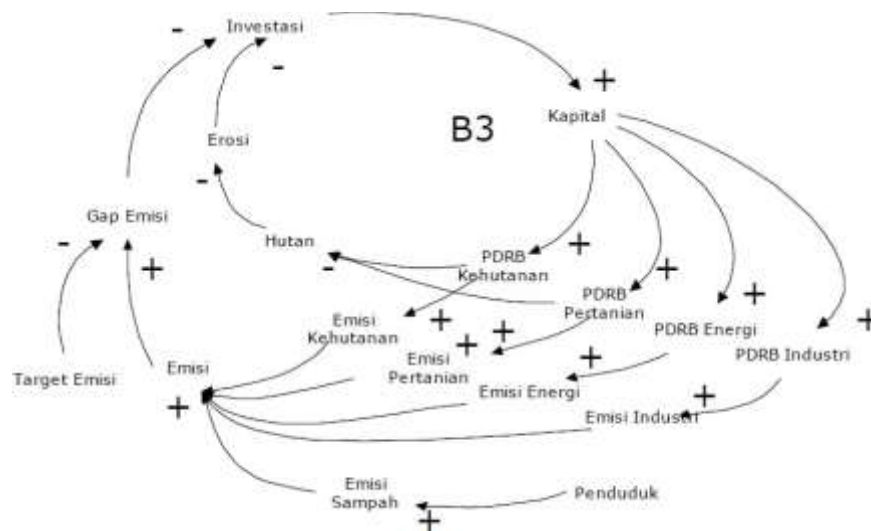 -
Investasi
-
+
Kapital
B3
Erosi
-
Gap Emisi
-
+
Hutan
-
PDRB
Kehutanan
+
PDRB
Pertanian
+
PDRB Energi
+
PDRB Industri
+
Emisi
Kehutanan
+
+
Emisi
Pertanian
+
Emisi Energi
+
Emisi Industri
+
Target Emisi
Emisi
+
Emisi
Sampah
+
Penduduk